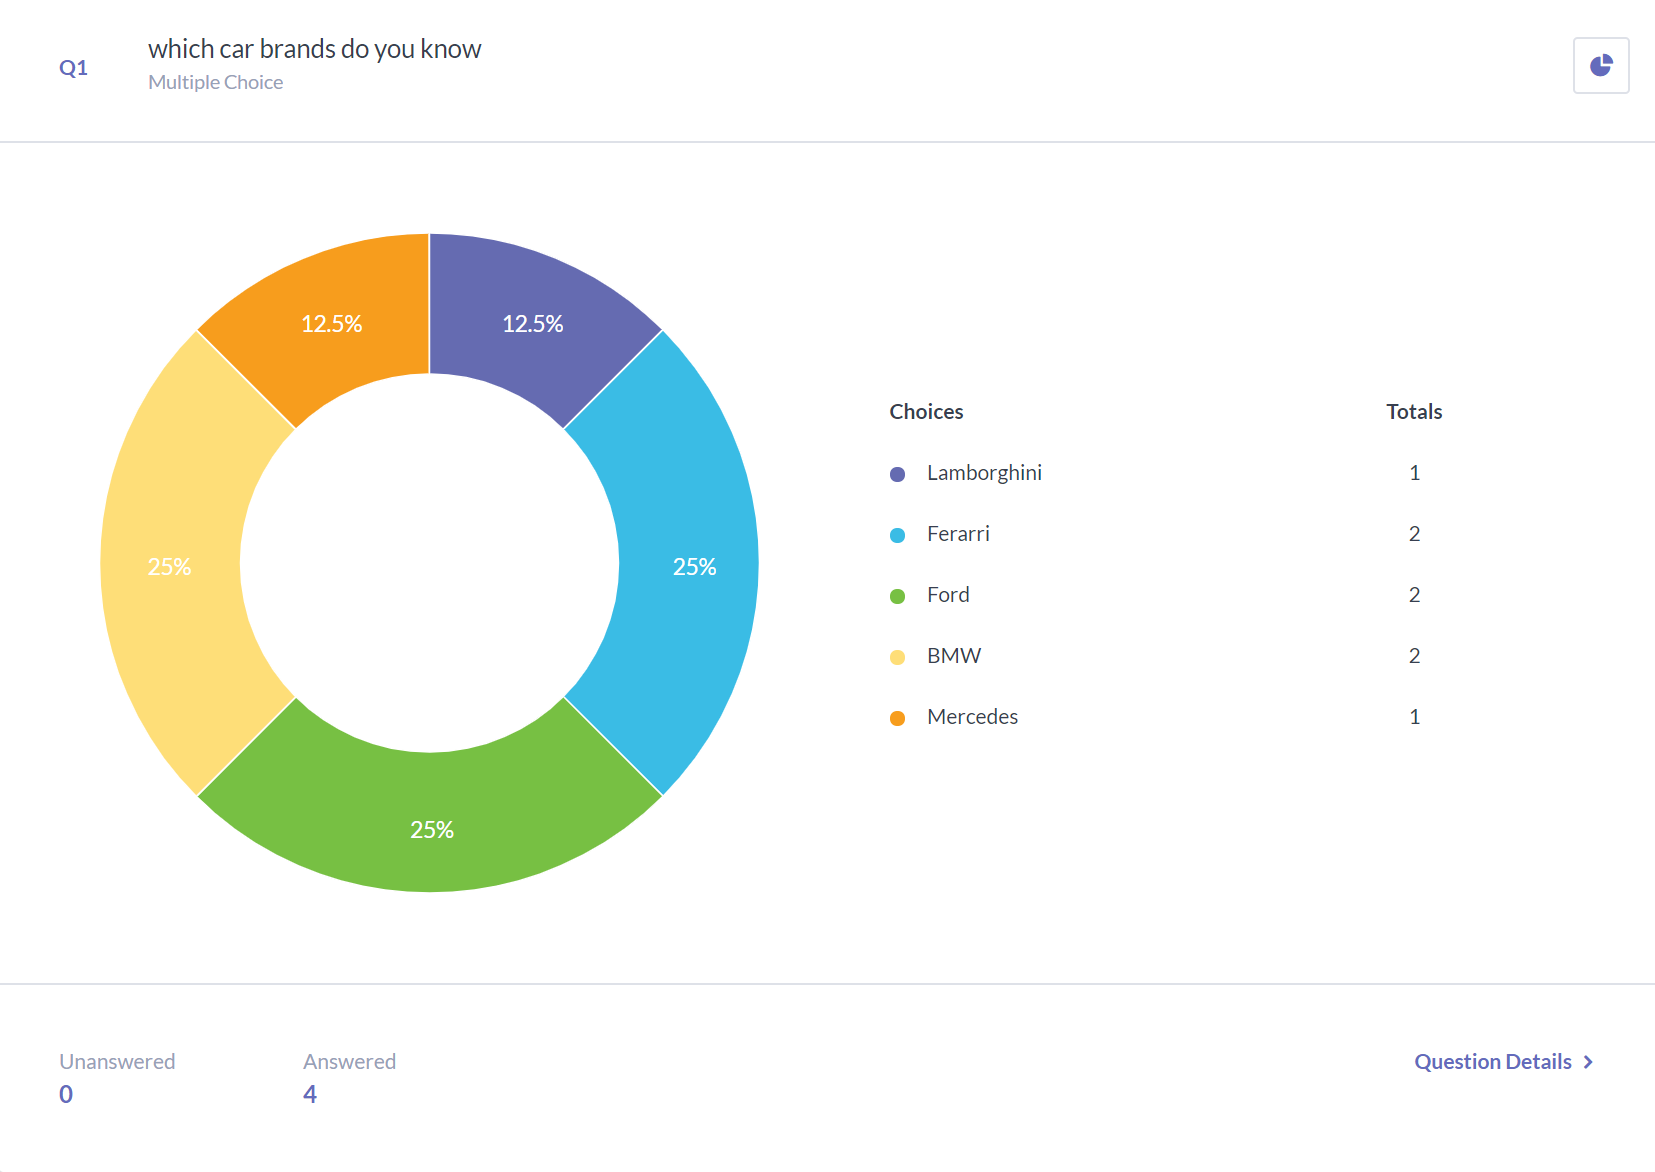 Q1
which car brands do you know
Multiple Choice
12.5% 12.5%
25% 25%
25%
Choices Totals
Lamborghini 1
Ferarri 2
Ford 2
BMW 2
Mercedes 1
Unanswered Answered Question Details
0 4